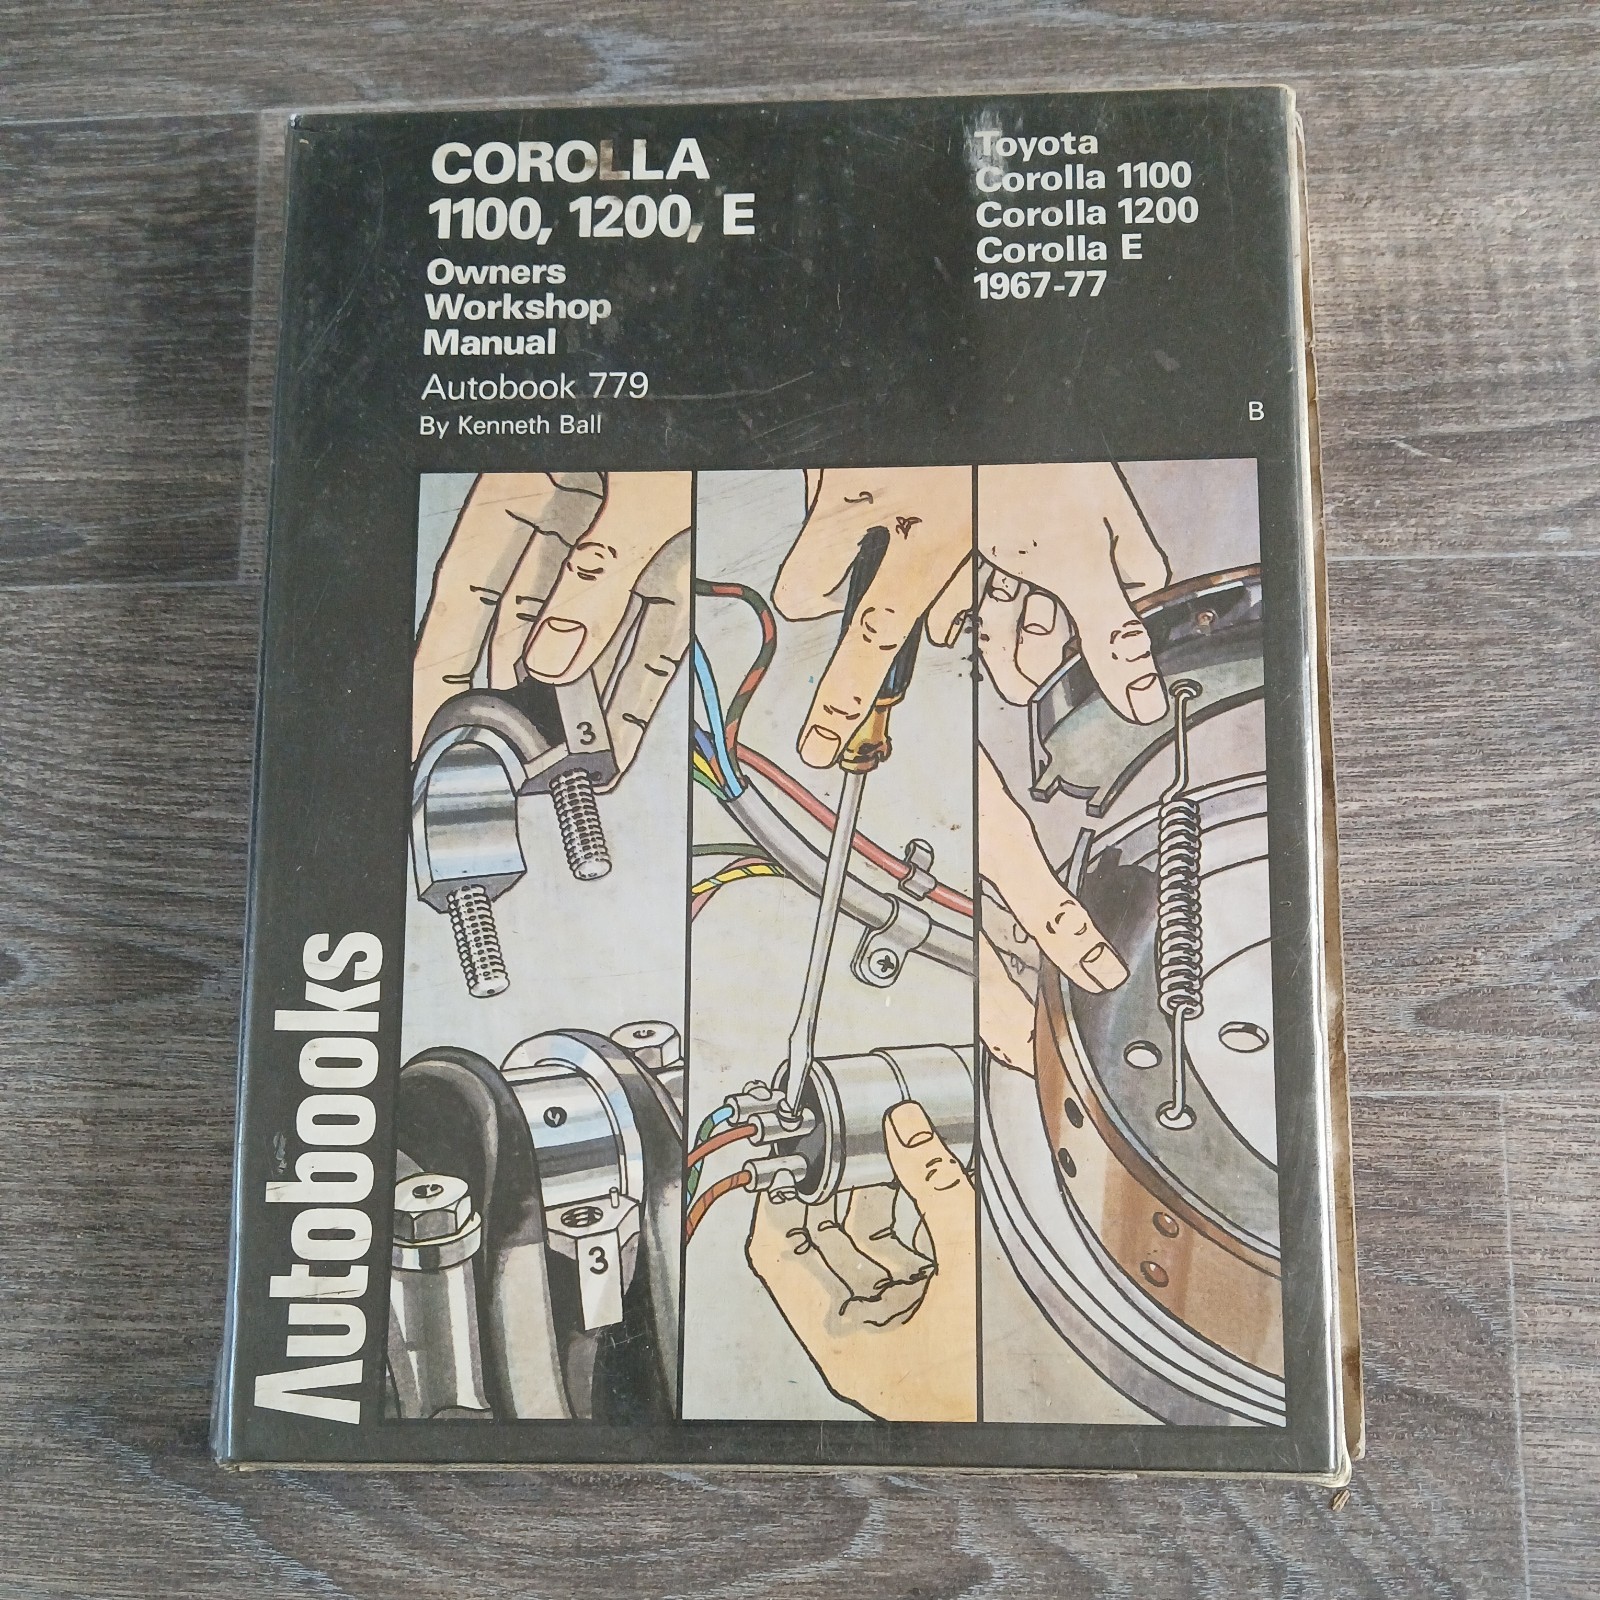 COROLLA
1100, 1200, E
Owners
Workshop
Manual
Autobook 779
By Kenneth Ball
Toyota
Corolla 1100
Corolla 1200
Corolla E
1967-77
B
3
3
Autobooks